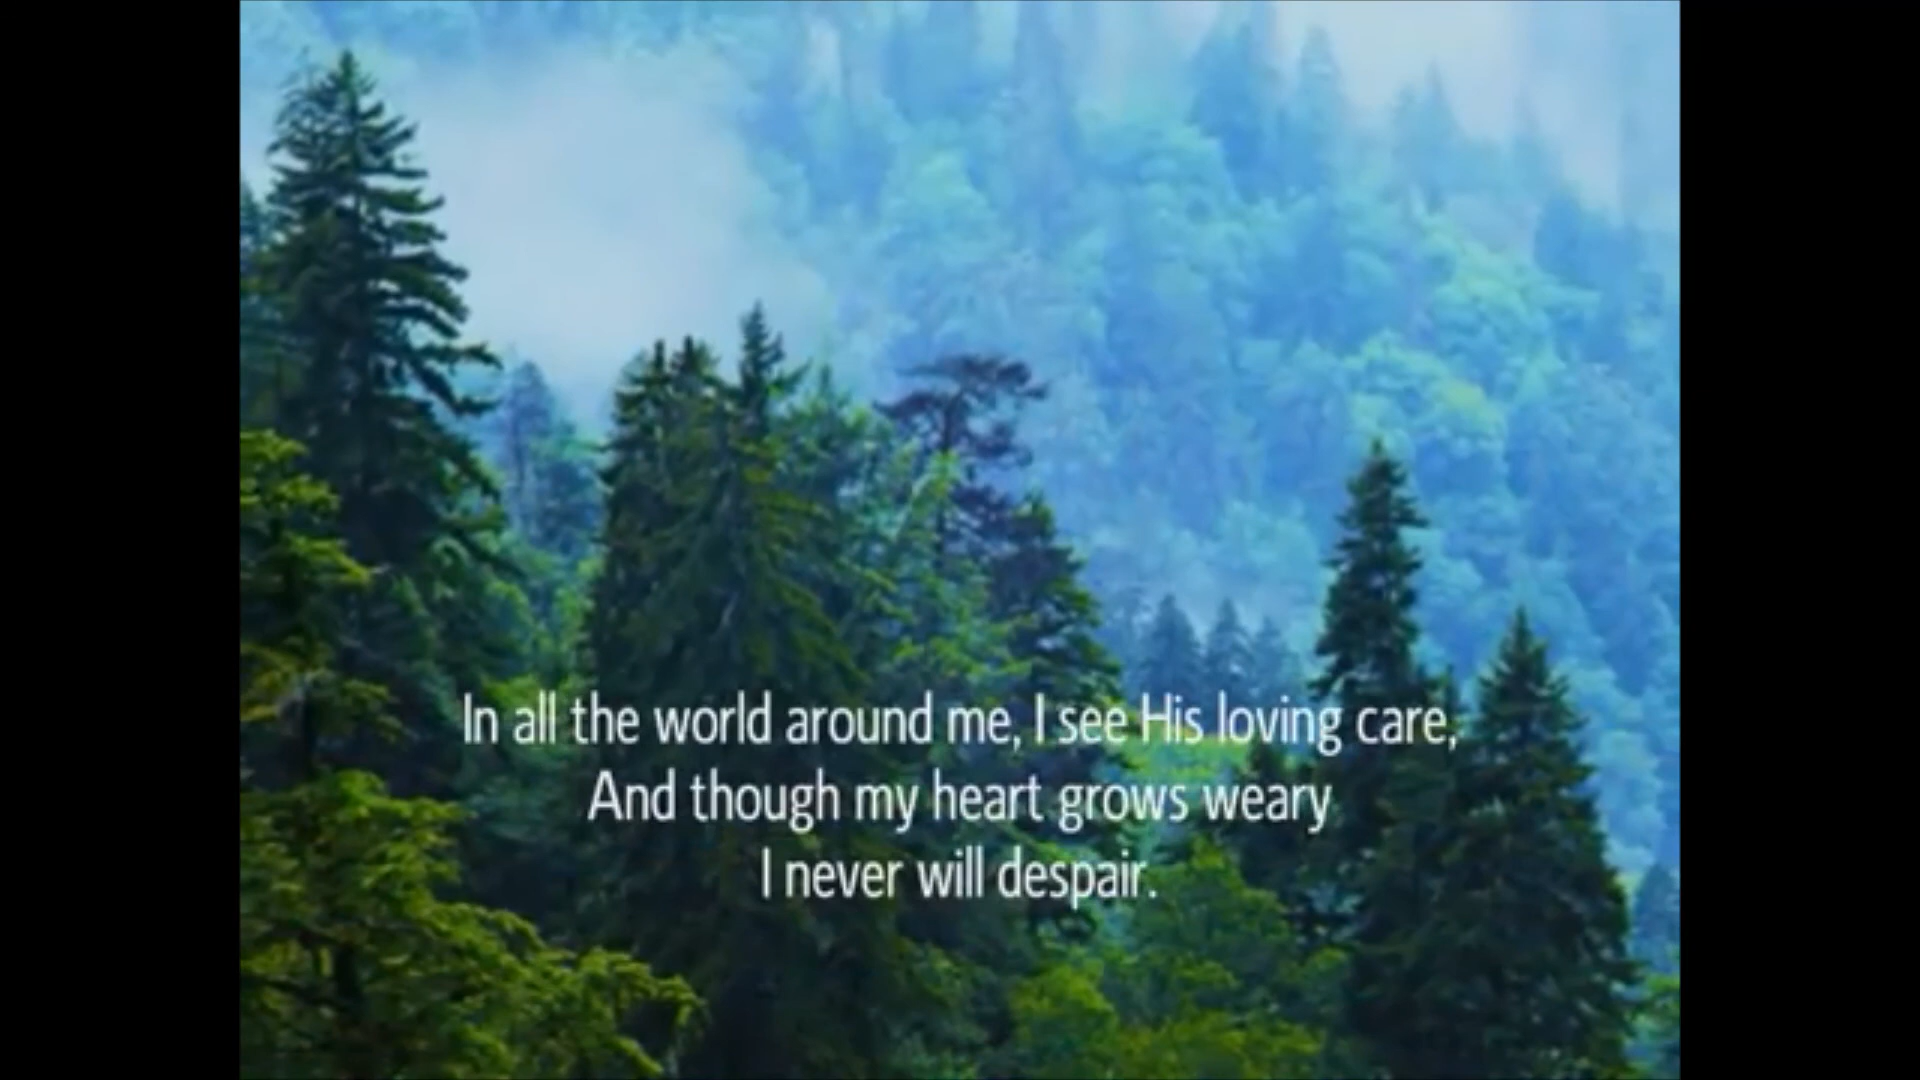 In all the world around me, I see His loving care,
And though my heart grows weary
I never will despair.